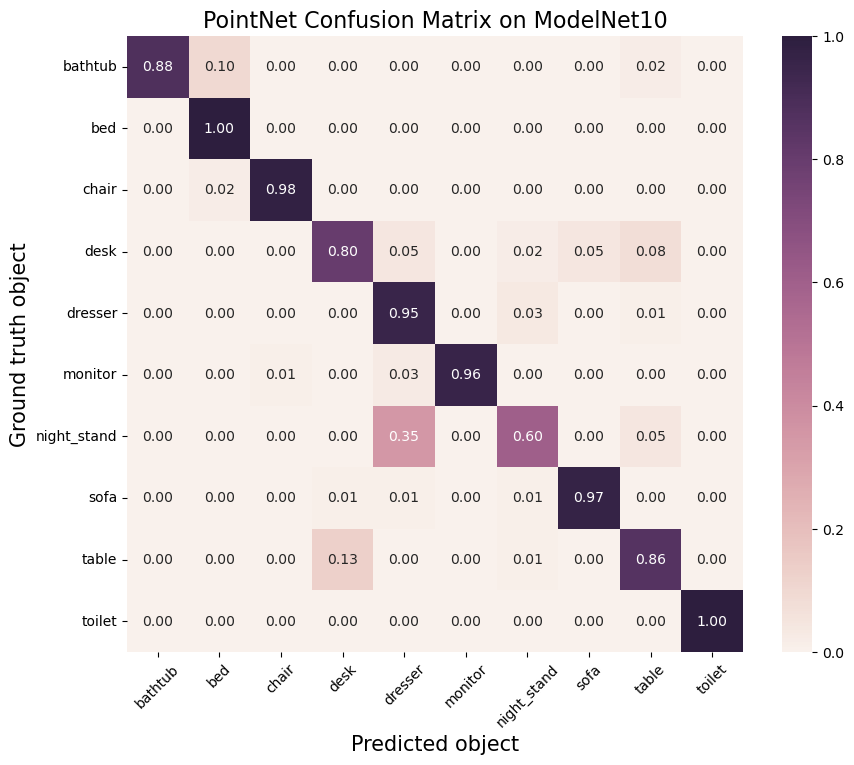 PointNet Confusion Matrix on ModelNet10
bathtub 0.88 0.10 0.00 0.00 0.00 0.00 0.00 0.00 0.02 0.00
bed 0.00 1.00 0.00 0.00 0.00 0.00 0.00 0.00 0.00 0.00
chair 0.00 0.02 0.98 0.00 0.00 0.00 0.00 0.00 0.00 0.00
desk 0.00 0.00 0.00 0.80 0.05 0.00 0.02 0.05 0.08 0.00
dresser 0.00 0.00 0.00 0.00 0.95 0.00 0.03 0.00 0.01 0.00
monitor 0.00 0.00 0.01 0.00 0.03 0.96 0.00 0.00 0.00 0.00
night_stand 0.00 0.00 0.00 0.00 0.35 0.00 0.60 0.00 0.05 0.00
sofa 0.00 0.00 0.00 0.01 0.01 0.00 0.01 0.97 0.00 0.00
table 0.00 0.00 0.00 0.13 0.00 0.00 0.01 0.00 0.86 0.00
toilet 0.00 0.00 0.00 0.00 0.00 0.00 0.00 0.00 0.00 1.00
bathtub bed chair desk dresser monitor night_stand sofa table toilet
Predicted object
Ground truth object
1.0
0.8
0.6
0.4
0.2
0.0